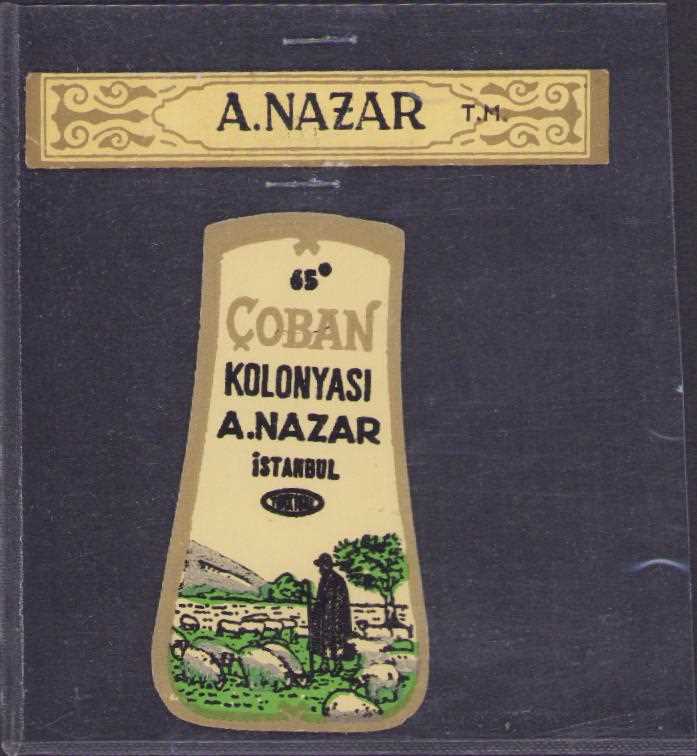 A.NAZAR T.M.
65°
ÇOBAN
KOLONYASI
A.NAZAR
İSTANBUL